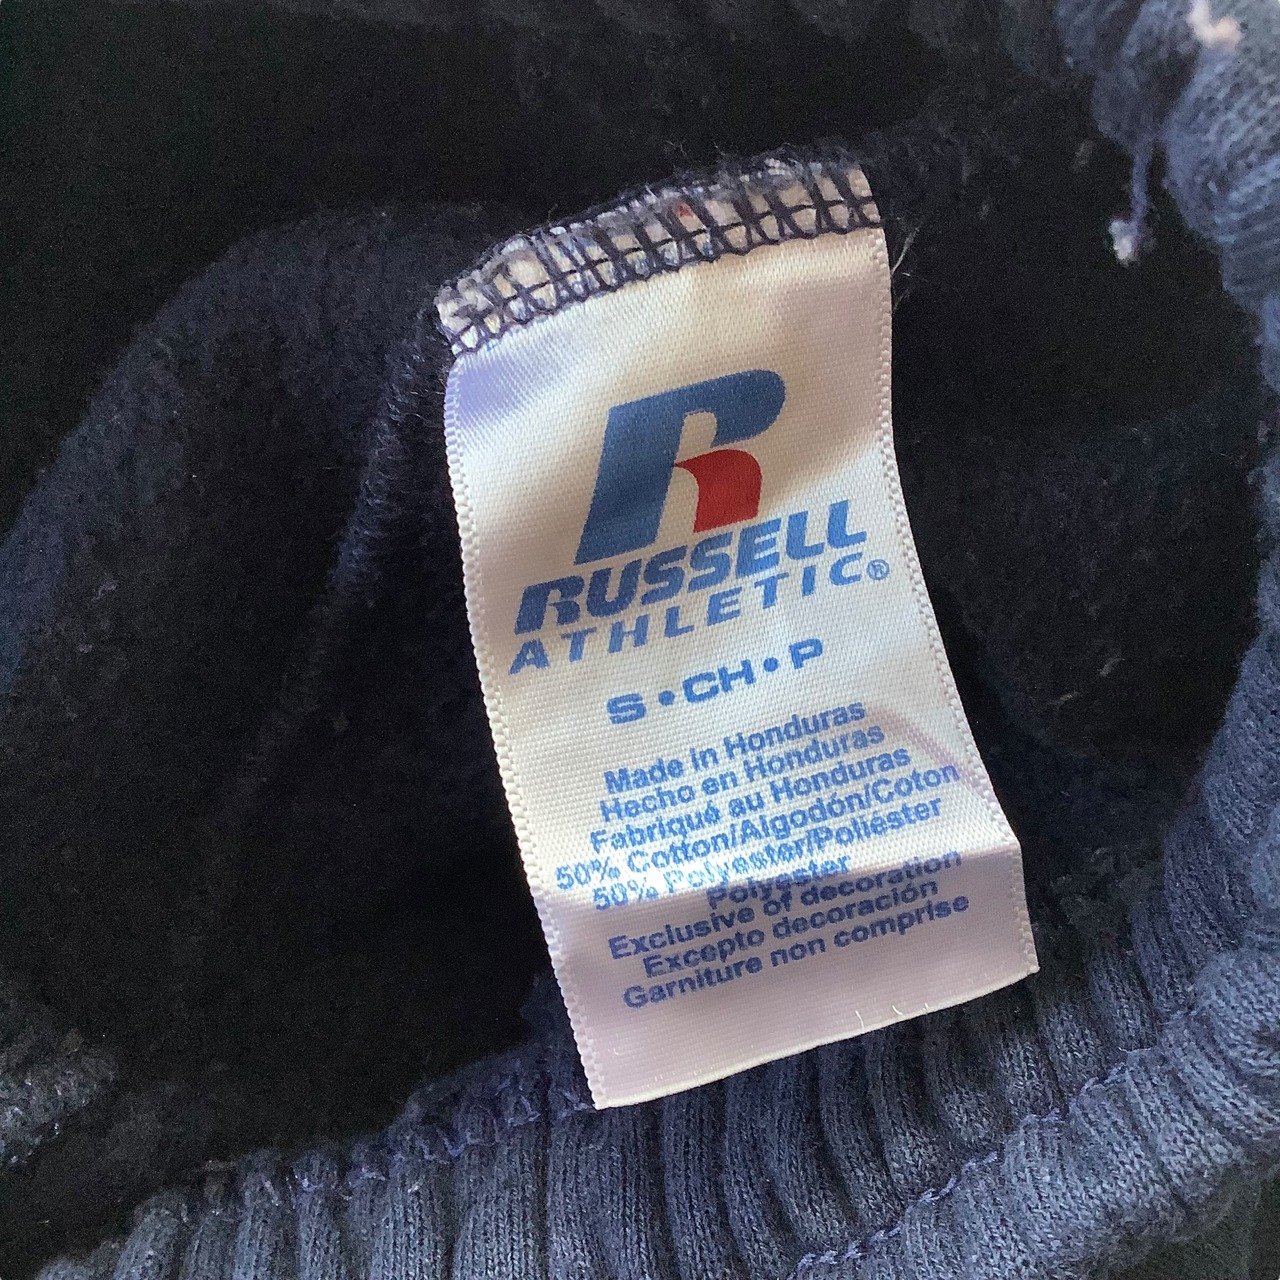 R
RUSSELL
ATHLETIC®
S•CH•P
Made in Honduras
Hecho en Honduras
Fabriqué au Honduras
50% Cotton/Algodón/Coton
50% Polyester/Poliéster
Polyester
Exclusive of decoration
Excepto decoración
Garniture non comprise